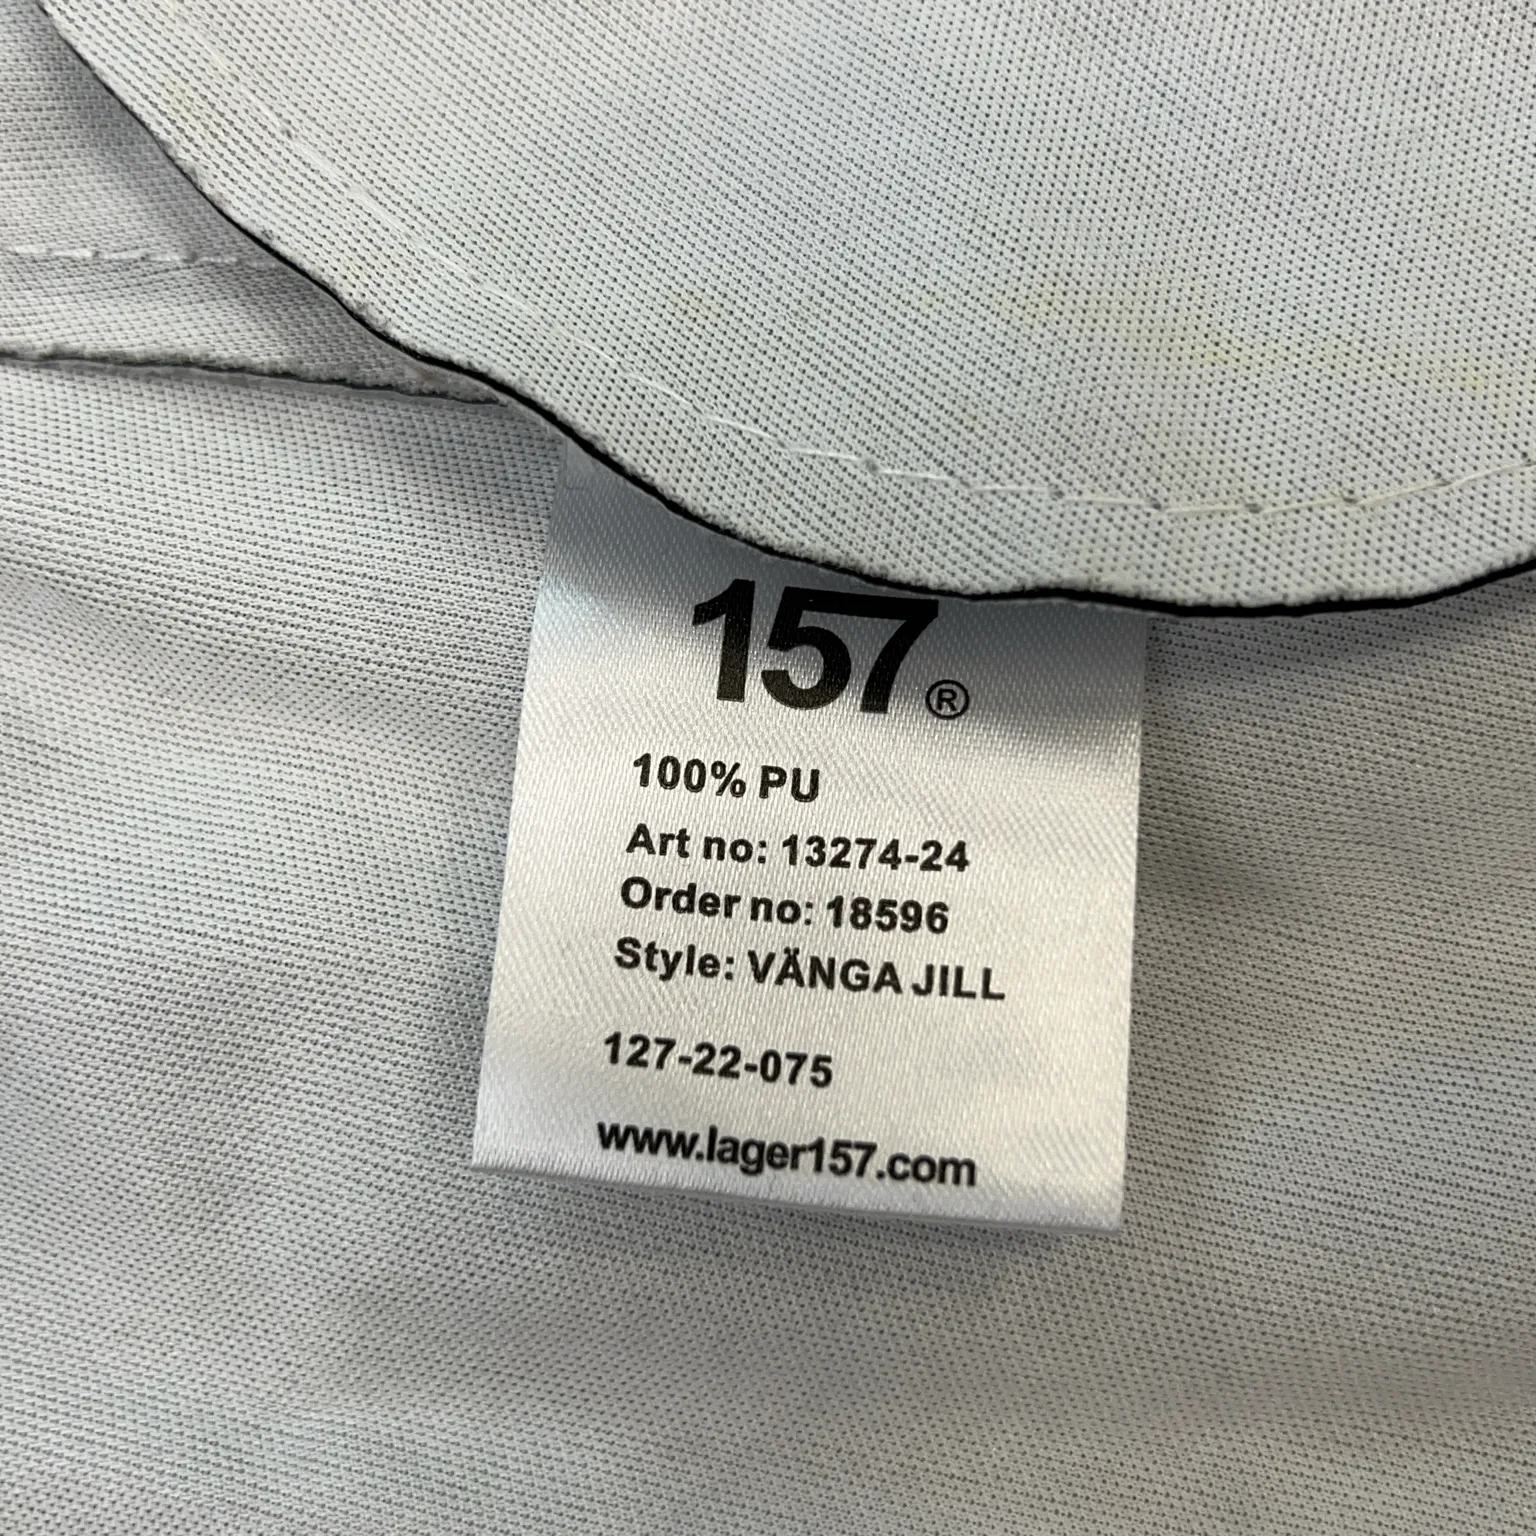 157®
100% PU
Art no: 13274-24
Order no: 18596
Style: VÄNGA JILL
127-22-075
www.lager157.com